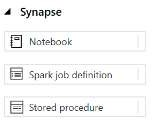 Synapse
Notebook
Spark job definition
Stored procedure